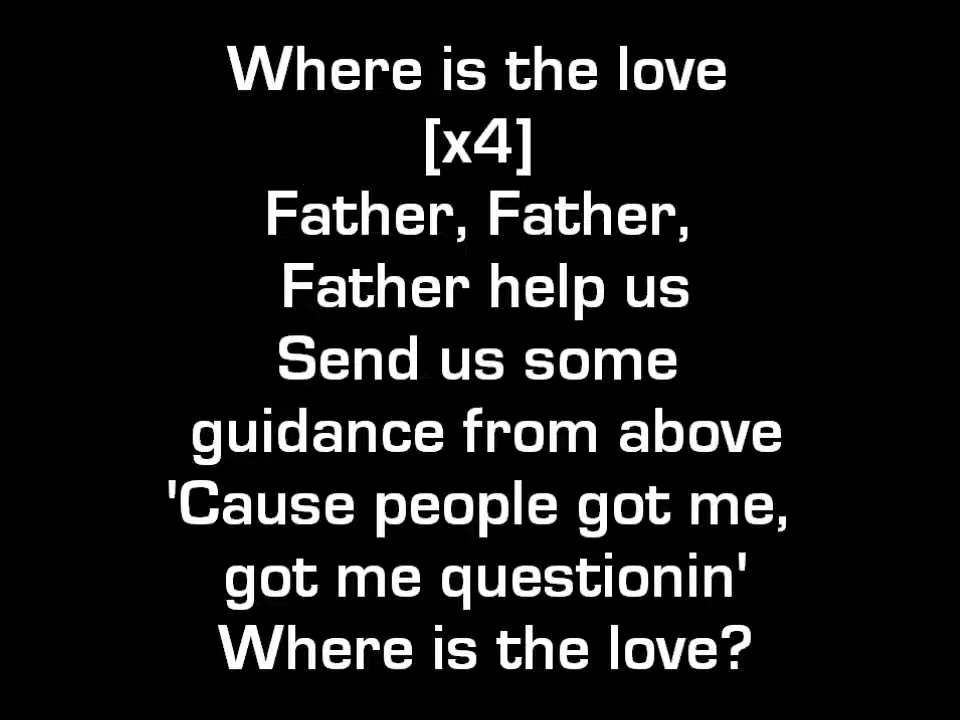 Where is the love
[x4]
Father, Father,
Father help us
Send us some
guidance from above
'Cause people got me,
got me questionin'
Where is the love?